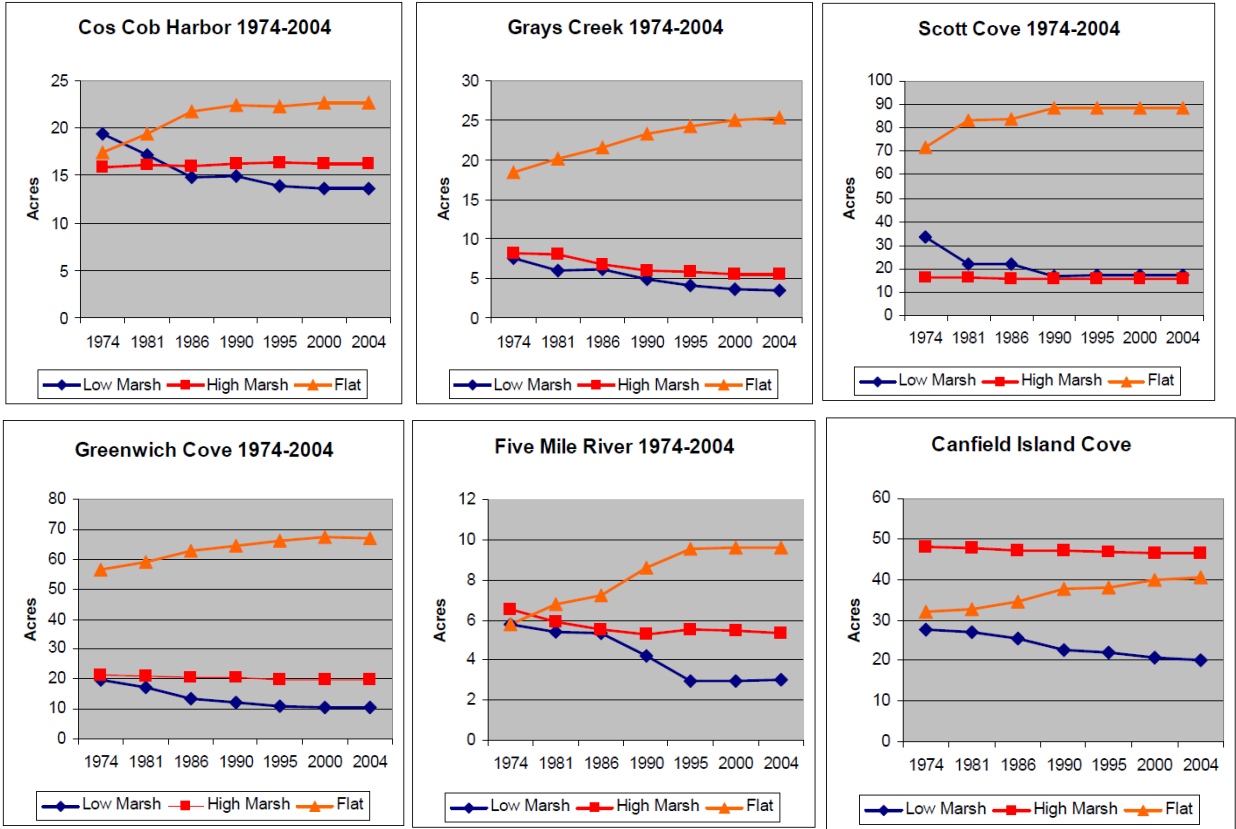 Cos Cob Harbor 1974-2004
Acres
25
20
15
10
5
0
1974 1981 1986 1990 1995 2000 2004
Low Marsh High Marsh Flat
Grays Creek 1974-2004
Acres
30
25
20
15
10
5
0
1974 1981 1986 1990 1995 2000 2004
Low Marsh High Marsh Flat
Scott Cove 1974-2004
Acres
100
90
80
70
60
50
40
30
20
10
0
1974 1981 1986 1990 1995 2000 2004
Low Marsh High Marsh Flat
Greenwich Cove 1974-2004
Acres
80
70
60
50
40
30
20
10
0
1974 1981 1986 1990 1995 2000 2004
Low Marsh High Marsh Flat
Five Mile River 1974-2004
Acres
12
10
8
6
4
2
0
1974 1981 1986 1990 1995 2000 2004
Low Marsh High Marsh Flat
Canfield Island Cove
Acres
60
50
40
30
20
10
0
1974 1981 1986 1990 1995 2000 2004
Low Marsh High Marsh Flat